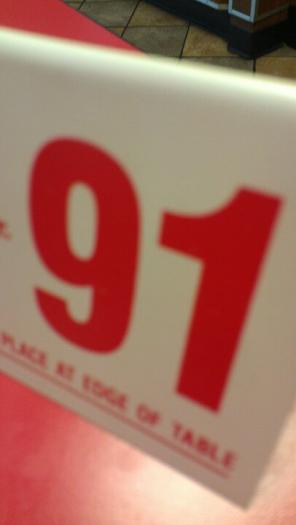 91
PLACE AT EDGE OF TABLE